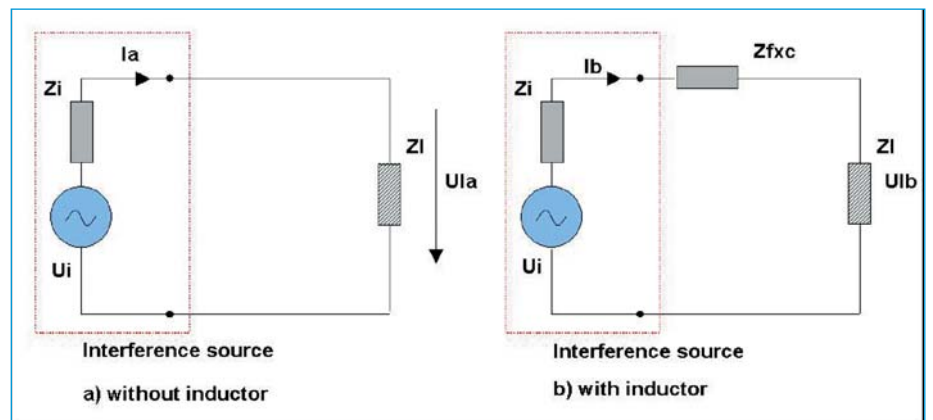 Ia
Zi
Zl
Ula
Ui
Interference source
a) without inductor
Zfxc
Ib
Zi
Zl
Ulb
Ui
Interference source
b) with inductor